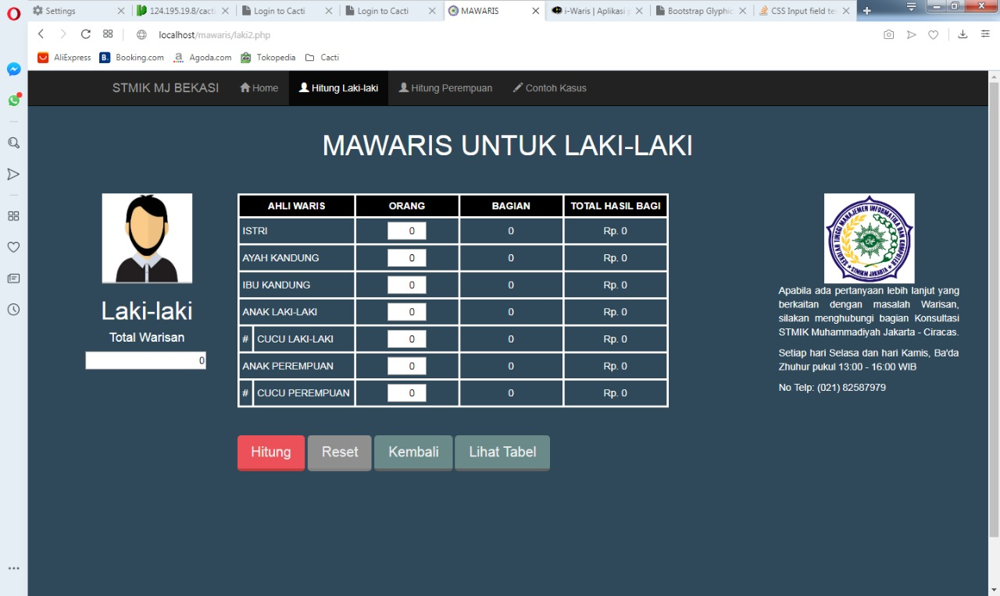 Settings
124.195.19.8/cacti
Login to Cacti
Login to Cacti
MAWARIS
i-Waris | Aplikasi
Bootstrap Glyphic
CSS Input field te
localhost/mawaris/laki2.php
AliExpress
B. Booking.com
a Agoda.com
Tokopedia
Cacti
STMIK MJ BEKASI
Home
Hitung Laki-laki
Hitung Perempuan
Contoh Kasus
MAWARIS UNTUK LAKI-LAKI
Laki-laki
Total Warisan
0
AHLI WARIS ORANG BAGIAN TOTAL HASIL BAGI
ISTRI 0 0 Rp. 0
AYAH KANDUNG 0 0 Rp. 0
IBU KANDUNG 0 0 Rp. 0
ANAK LAKI-LAKI 0 0 Rp. 0
# CUCU LAKI-LAKI 0 0 Rp. 0
ANAK PEREMPUAN 0 0 Rp. 0
# CUCU PEREMPUAN 0 0 Rp. 0
Hitung
Reset
Kembali
Lihat Tabel
SEKOLAH TINGGI MANAJEMEN INFORMATIKA DAN KOMPUTER
STMIKM JAKARTA
Apabila ada pertanyaan lebih lanjut yang
berkaitan dengan masalah Warisan,
silakan menghubungi bagian Konsultasi
STMIK Muhammadiyah Jakarta - Ciracas.
Setiap hari Selasa dan hari Kamis, Ba'da
Zhuhur pukul 13:00 - 16:00 WIB
No Telp: (021) 82587979